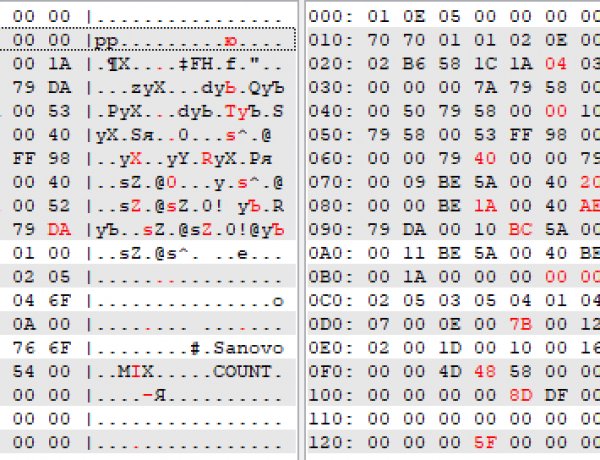 00 00 |................ 000: 01 0E 05 00 00 00 00
00 00 |pp.........ю.... 010: 70 70 01 01 02 0E 00
00 1A |.¶X....‡FH.f.".. 020: 02 B6 58 1C 1A 04 03
79 DA |...zyX...dyЬ.QyЪ 030: 00 00 00 7A 79 58 00
00 53 |.PyX...dyЬ.TyЪ.S 040: 00 50 79 58 00 00 10
00 40 |yX.Sя..0...s^.@ 050: 79 58 00 53 FF 98 00
FF 98 |..yX..yY.RyX.Pя 060: 00 00 79 40 00 00 79
00 40 |..sZ.@0...y.s^.@ 070: 00 09 BE 5A 00 40 20
00 52 |..sZ.@sZ.0! yЪ.R 080: 00 00 BE 1A 00 40 AE
79 DA |yЪ..sZ.@sZ.0!@yЪ 090: 79 DA 00 10 BC 5A 00
01 00 |..sZ.@s^. ..e... 0A0: 00 11 BE 5A 00 40 BE
02 05 |................ 0B0: 00 1A 00 00 00 00 00
04 6F |...............o 0C0: 02 05 03 05 04 01 04
0A 00 |........ ....... 0D0: 07 00 0E 00 7B 00 12
76 6F |........#.Sanovo 0E0: 02 00 1D 00 10 00 16
54 00 |..MIX.....COUNT. 0F0: 00 00 4D 48 58 00 00
00 00 |....–Я.......... 100: 00 00 00 00 8D DF 00
00 00 |................ 110: 00 00 00 00 00 00 00
00 00 |................ 120: 00 00 00 5F 00 00 00